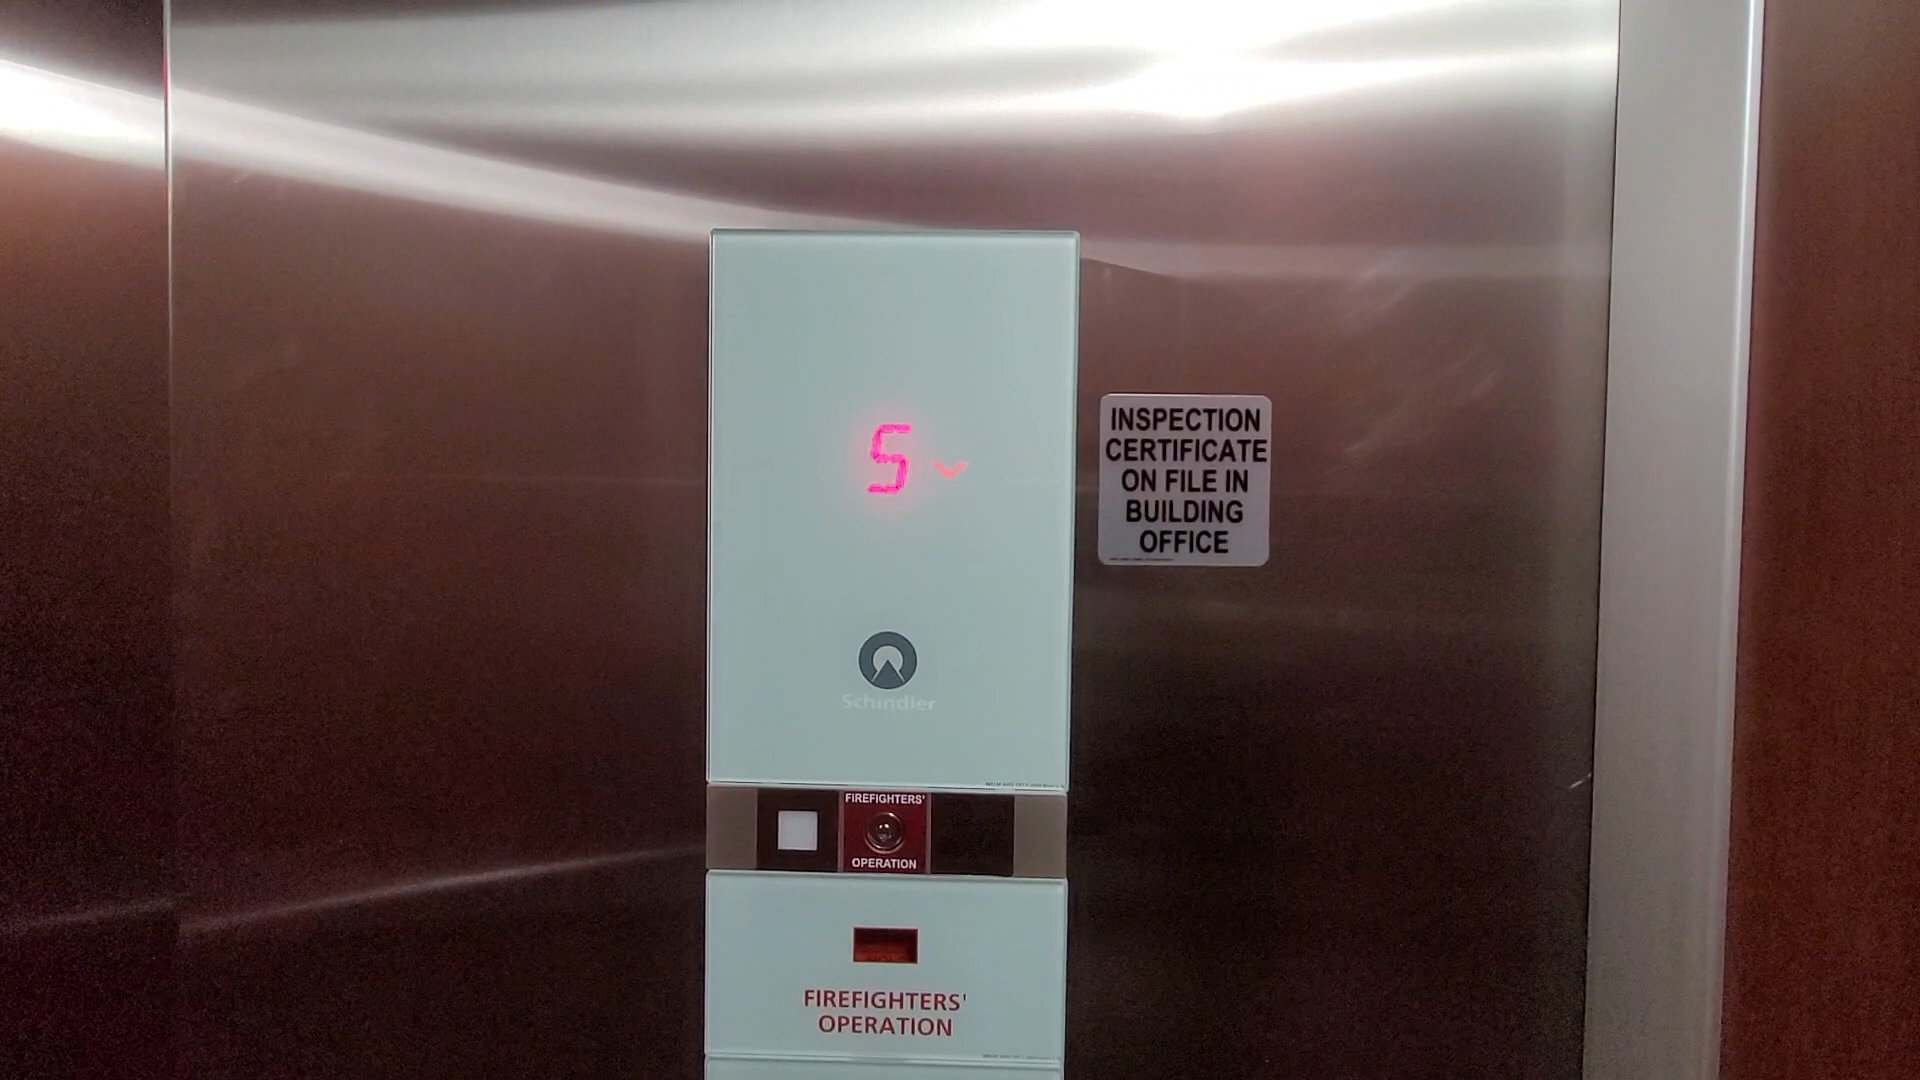 5
INSPECTION
CERTIFICATE
ON FILE IN
BUILDING
OFFICE
Schindler
FIREFIGHTERS'
OPERATION
FIREFIGHTERS'
OPERATION